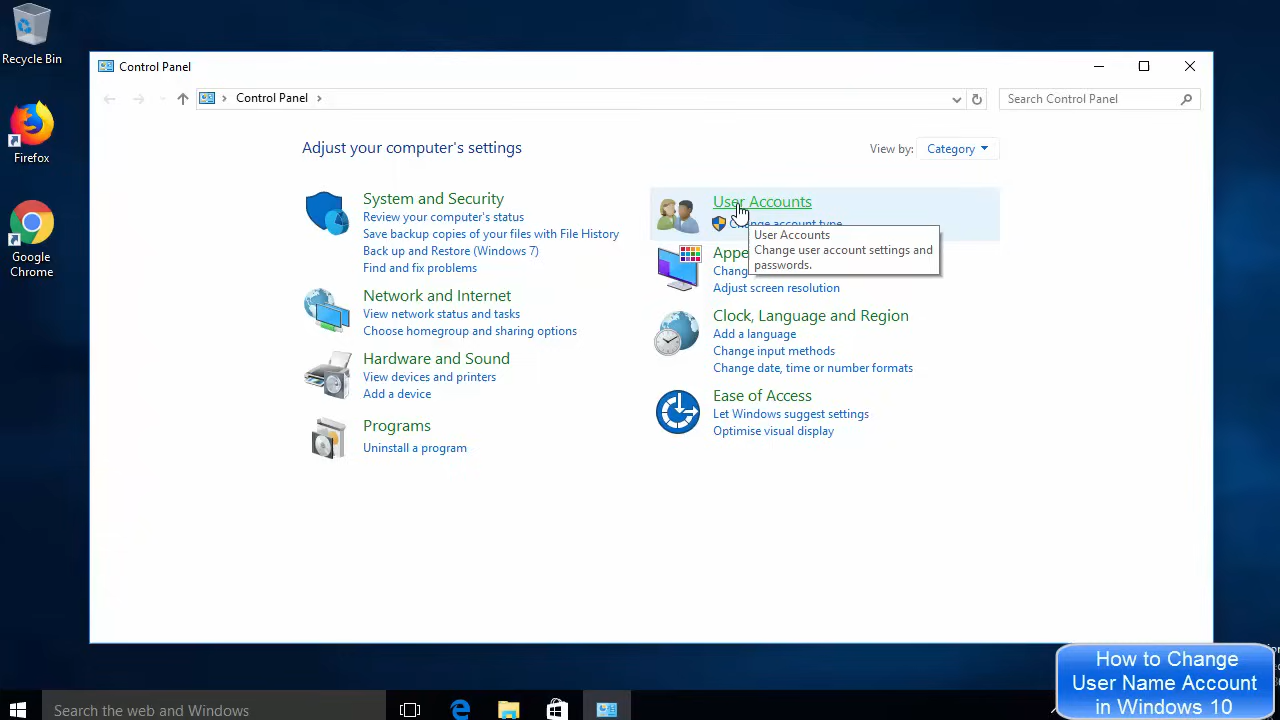 Recycle Bin
Firefox
Google
Chrome
Control Panel
Control Panel
Search Control Panel
Adjust your computer's settings
View by: Category
System and Security
Review your computer's status
Save backup copies of your files with File History
Back up and Restore (Windows 7)
Find and fix problems
Network and Internet
View network status and tasks
Choose homegroup and sharing options
Hardware and Sound
View devices and printers
Add a device
Programs
Uninstall a program
User Accounts
Change account type
User Accounts
Change user account settings and
passwords.
Adjust screen resolution
Clock, Language and Region
Add a language
Change input methods
Change date, time or number formats
Ease of Access
Let Windows suggest settings
Optimise visual display
Search the web and Windows
How to Change
User Name Account
in Windows 10